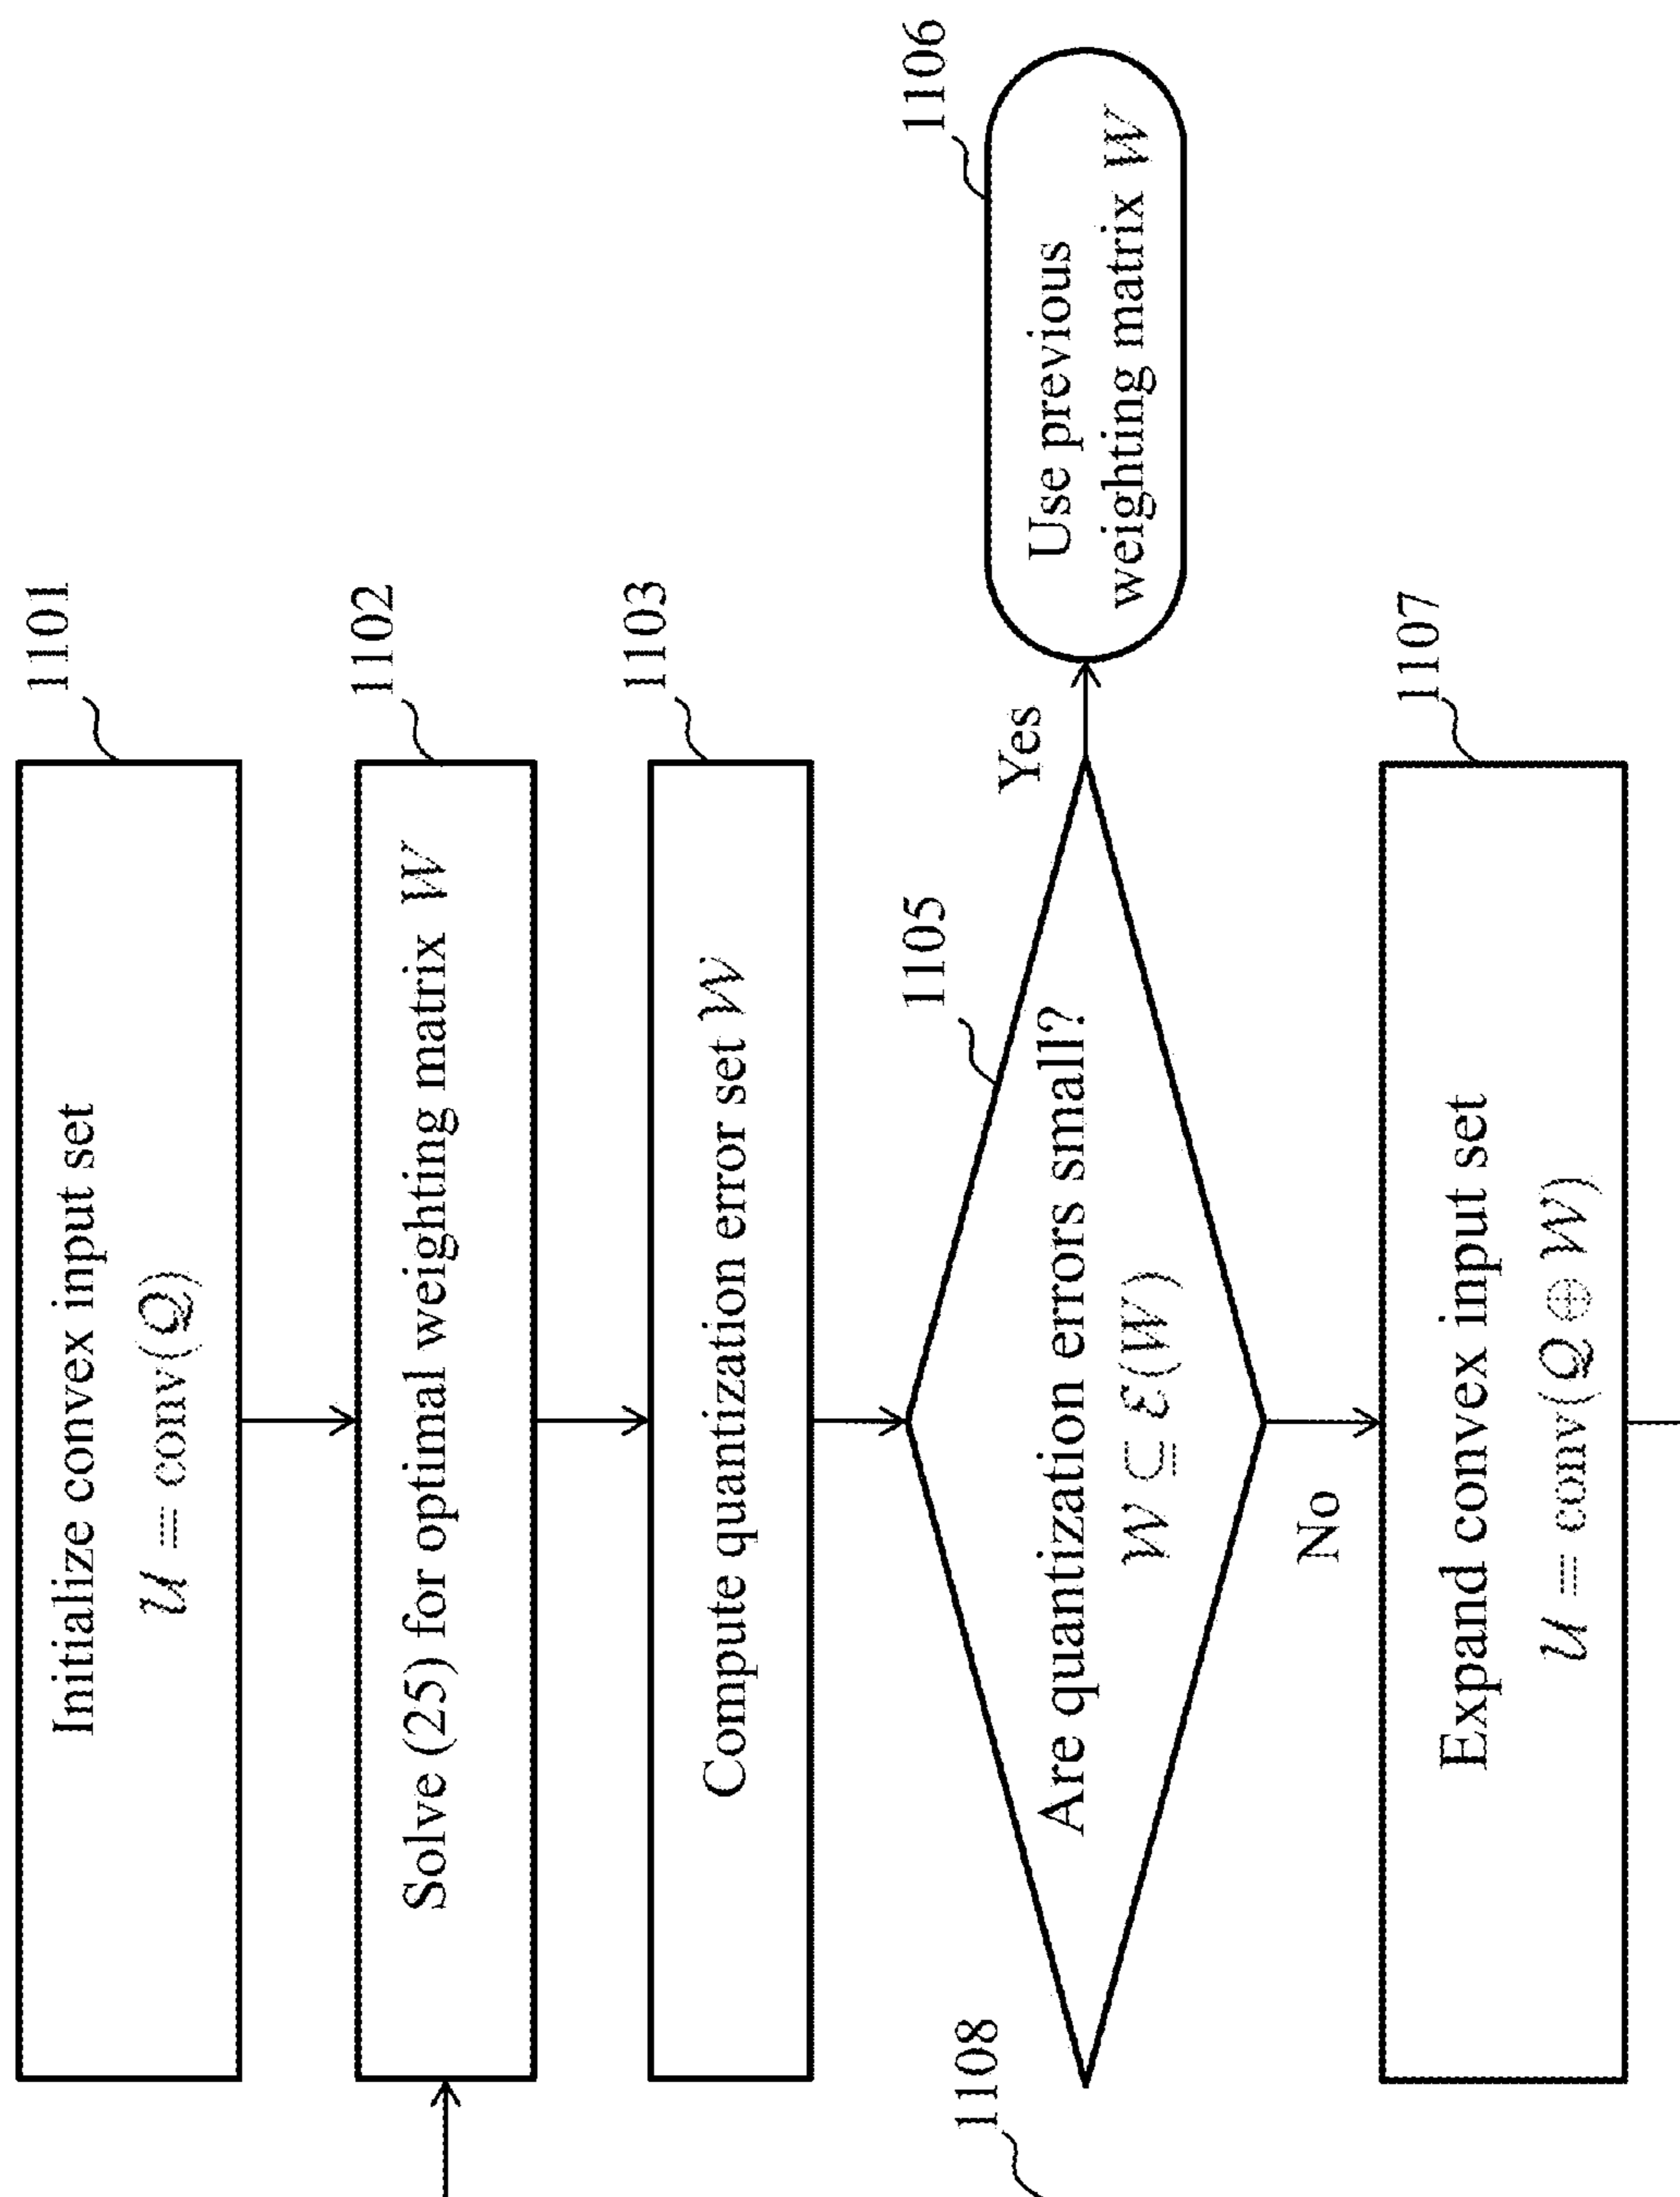 1101
Initialize convex input set
𝒰 = conv(𝒬)
1102
Solve (25) for optimal weighting matrix W
1103
Compute quantization error set 𝒲
1105
Are quantization errors small?
𝒲 ⊆ ℰ(W)
Yes
1106
Use previous
weighting matrix W
No
1107
Expand convex input set
𝒰 = conv(𝒬 ⊕ 𝒲)
1108